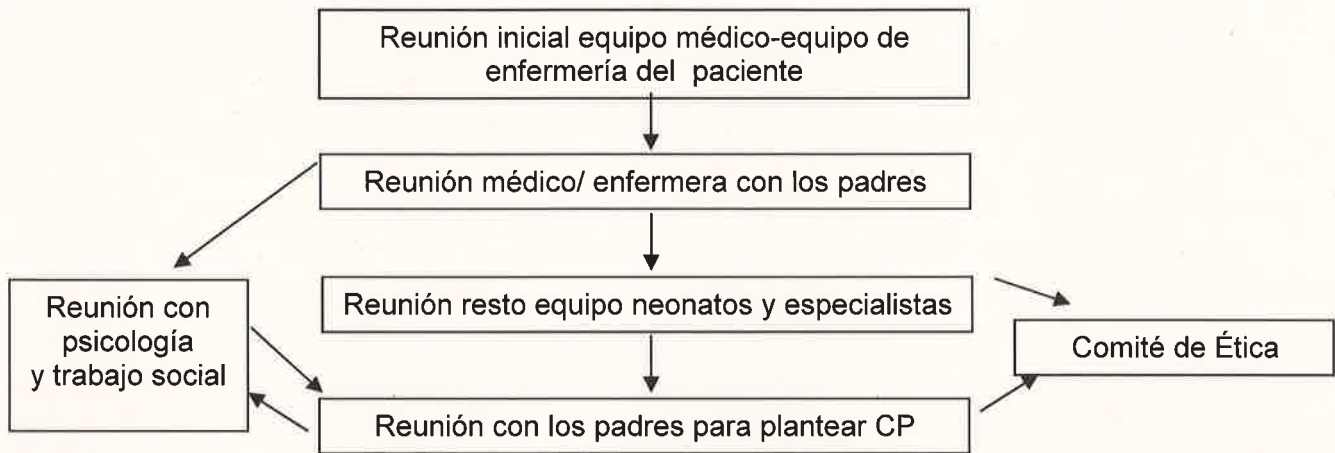 Reunión inicial equipo médico-equipo de
enfermería del paciente
Reunión médico/ enfermera con los padres
Reunión resto equipo neonatos y especialistas
Reunión con
psicología
y trabajo social
Comité de Ética
Reunión con los padres para plantear CP